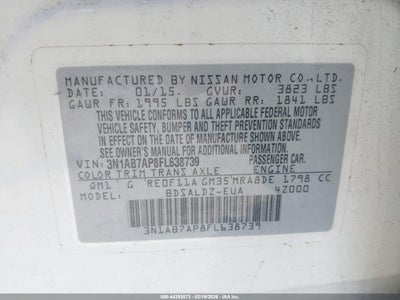 MANUFACTURED BY NISSAN MOTOR CO., LTD.
DATE: 01/15. GVWR: 3823 LBS
GAWR FR: 1995 LBS GAWR RR: 1841 LBS
THIS VEHICLE CONFORMS TO ALL APPLICABLE FEDERAL MOTOR
VEHICLE SAFETY, BUMPER, AND THEFT PREVENTION STANDARDS
IN EFFECT ON THE DATE OF MANUFACTURE SHOWN ABOVE.
SEE OWNER'S MANUAL FOR ADDITIONAL INFORMATION.
VIN: 3N1AB7AP8FL638739 PASSENGER CAR.
COLOR TRIM TRANS AXLE ENGINE
QM1 G RE0F11A GM35 MRA8DE 1798 CC
BDSALDZ-EUA 4Z000
3N1AB7AP8FL638739